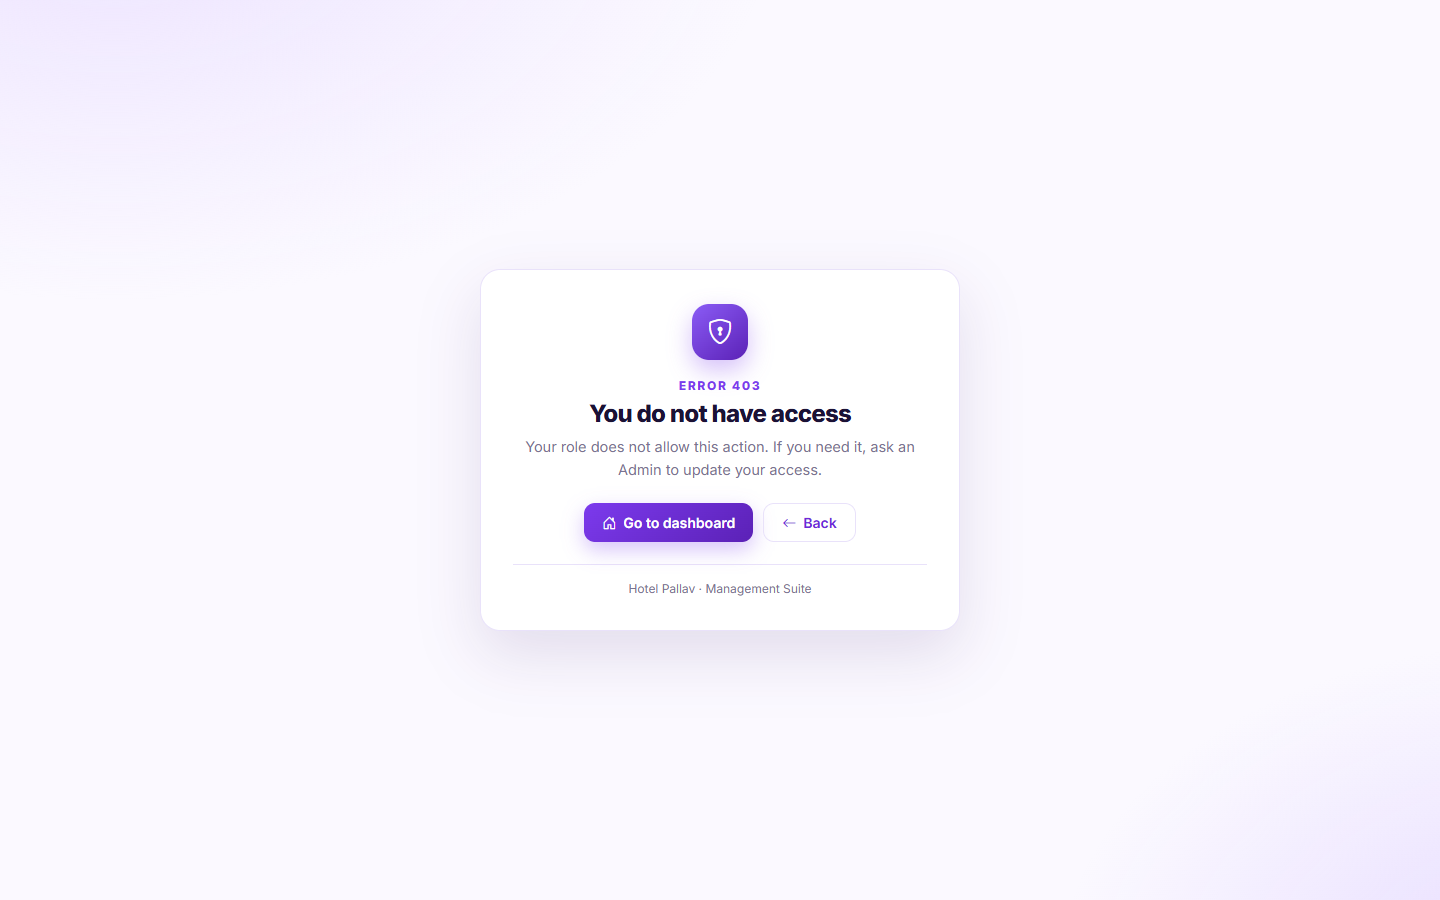 ERROR 403
You do not have access
Your role does not allow this action. If you need it, ask an
Admin to update your access.
Go to dashboard
Back
Hotel Pallav · Management Suite